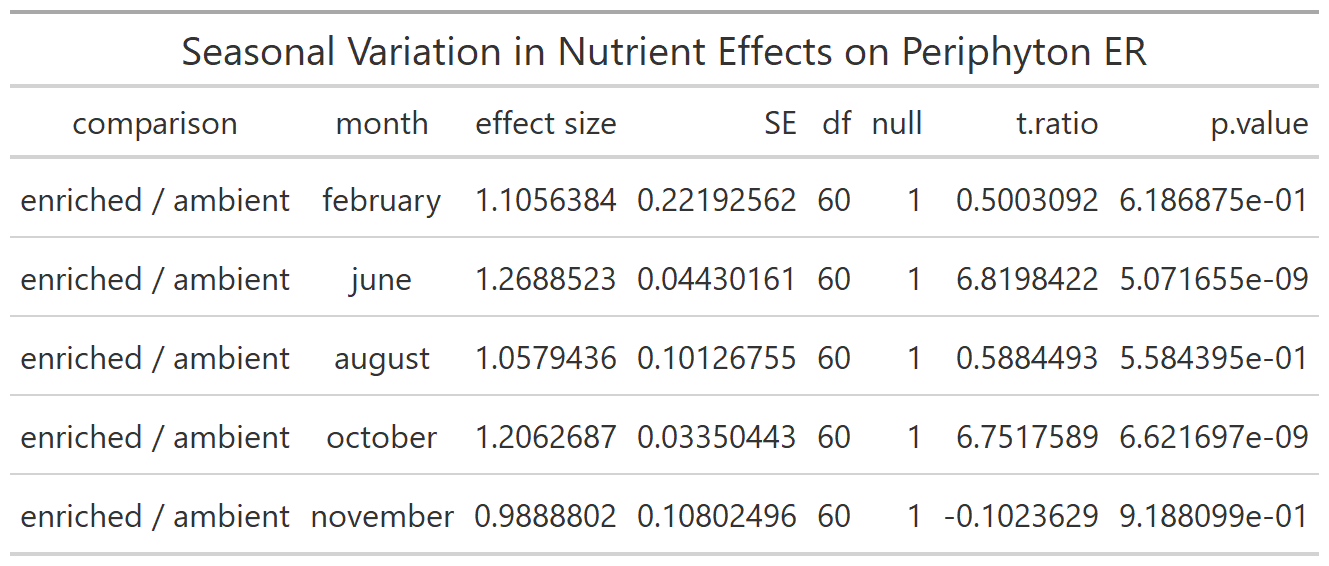 Seasonal Variation in Nutrient Effects on Periphyton ER
comparison month effect size SE df null t.ratio p.value
enriched / ambient february 1.1056384 0.22192562 60 1 0.5003092 6.186875e-01
enriched / ambient june 1.2688523 0.04430161 60 1 6.8198422 5.071655e-09
enriched / ambient august 1.0579436 0.10126755 60 1 0.5884493 5.584395e-01
enriched / ambient october 1.2062687 0.03350443 60 1 6.7517589 6.621697e-09
enriched / ambient november 0.9888802 0.10802496 60 1 -0.1023629 9.188099e-01